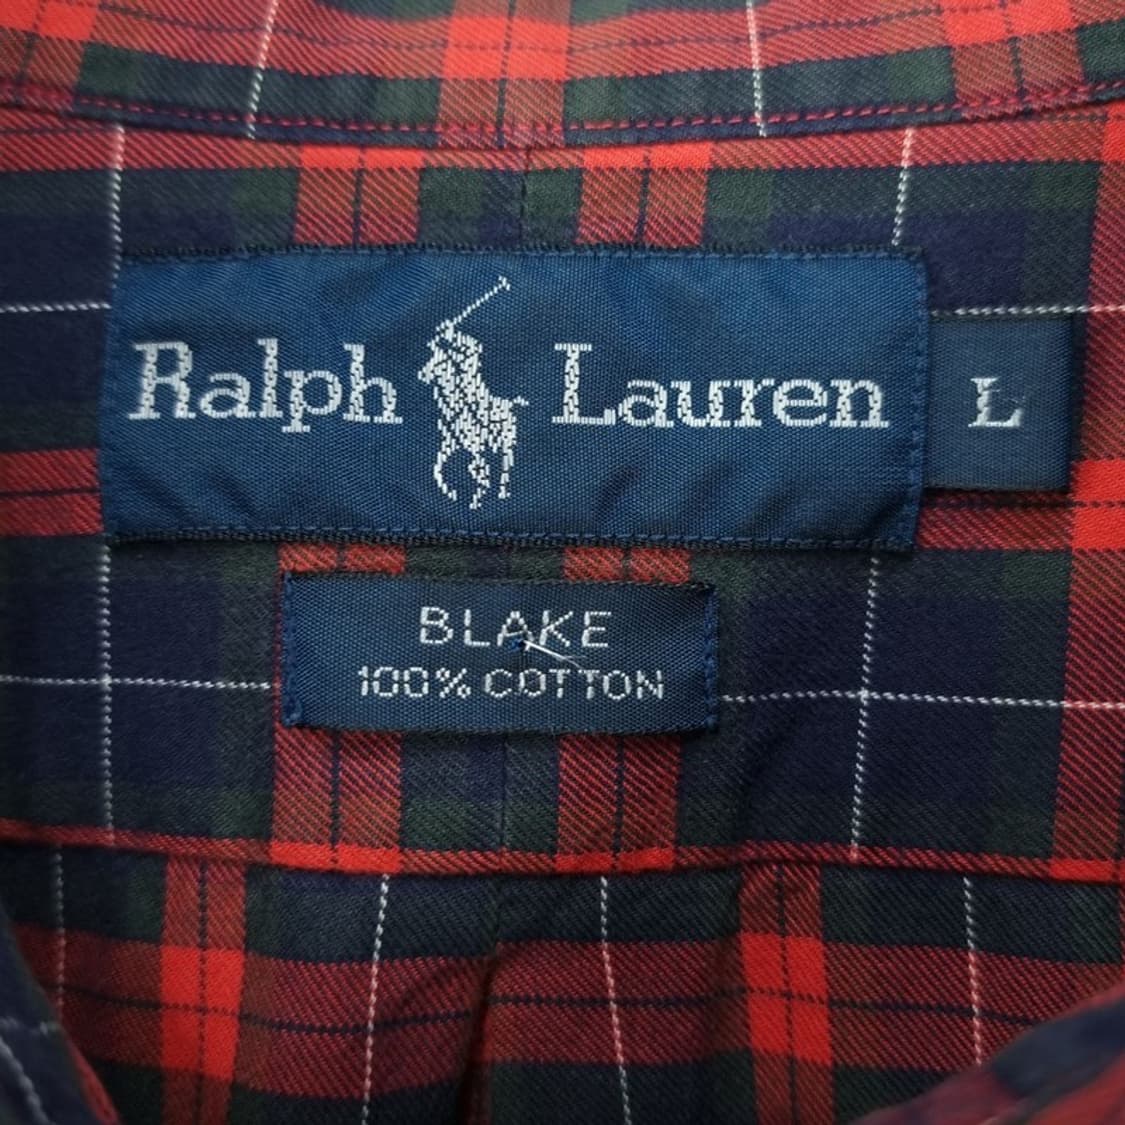 Ralph Lauren
L
BLAKE
100% COTTON